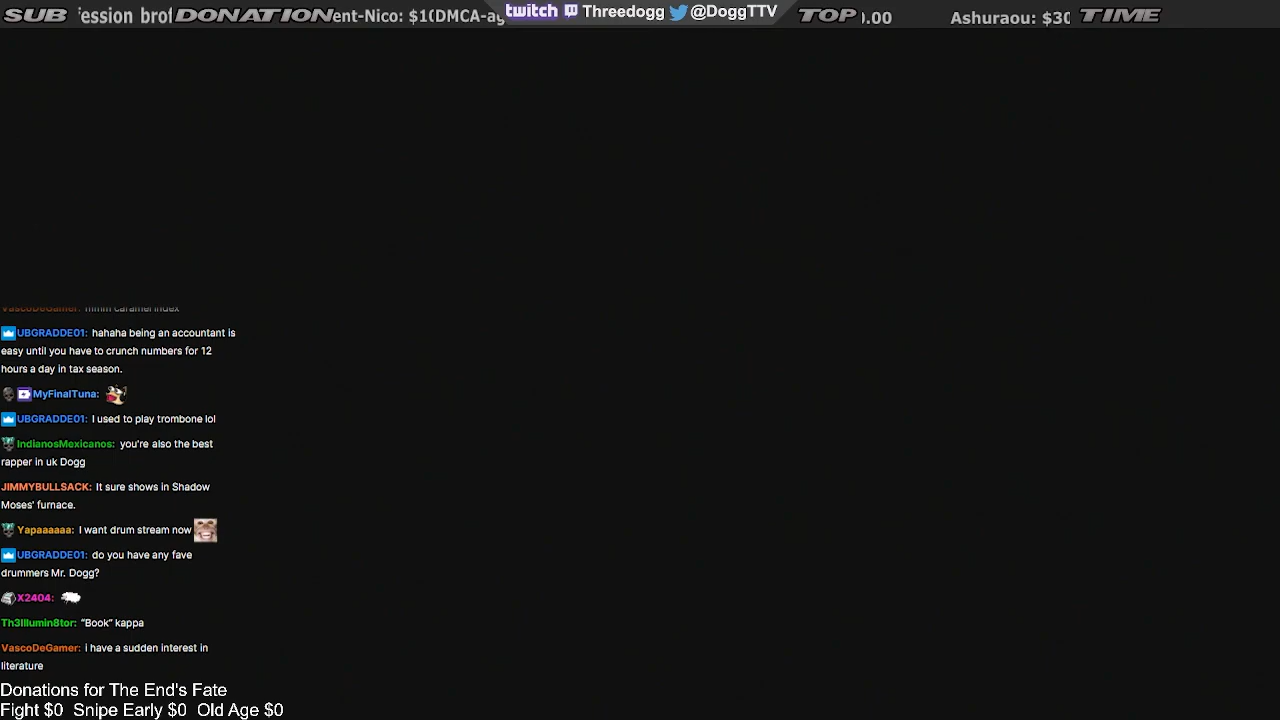 SUB ession brof DONATION ent-Nico: $1(DMCA-ag twitch Threedogg @DoggTTV TOP .00 Ashuraou: $30 TIME
VascoDeGamer: mmm caramel index
UBGRADDE01: hahaha being an accountant is
easy until you have to crunch numbers for 12
hours a day in tax season.
MyFinalTuna:
UBGRADDE01: I used to play trombone lol
IndianosMexicanos: you're also the best
rapper in uk Dogg
JIMMYBULLSACK: It sure shows in Shadow
Moses' furnace.
Yapaaaaaa: I want drum stream now
UBGRADDE01: do you have any fave
drummers Mr. Dogg?
X2404:
Th3Illumin8tor: “Book” kappa
VascoDeGamer: i have a sudden interest in
literature
Donations for The End's Fate
Fight $0 Snipe Early $0 Old Age $0